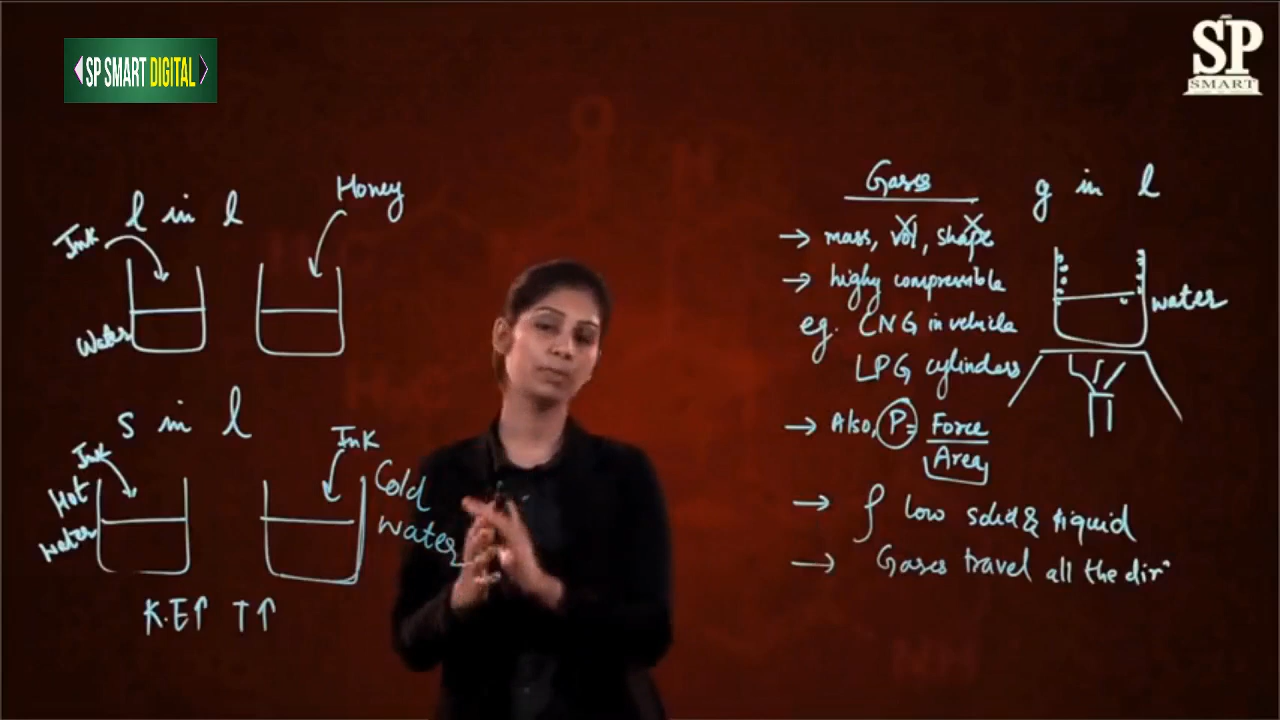 SP SMART DIGITAL
SP
SMART
l in l
Ink
Honey
Water
s in l
Ink
Hot
water
Ink
Cold
water
K.E↑ T↑
Gases
→ mass, vol, shape
→ highly compressible
eg. CNG in vehicle
LPG cylinders
→ Also, P = Force
Area
→ ρ low solid & liquid
→ Gases travel all the dirⁿ
g in l
water